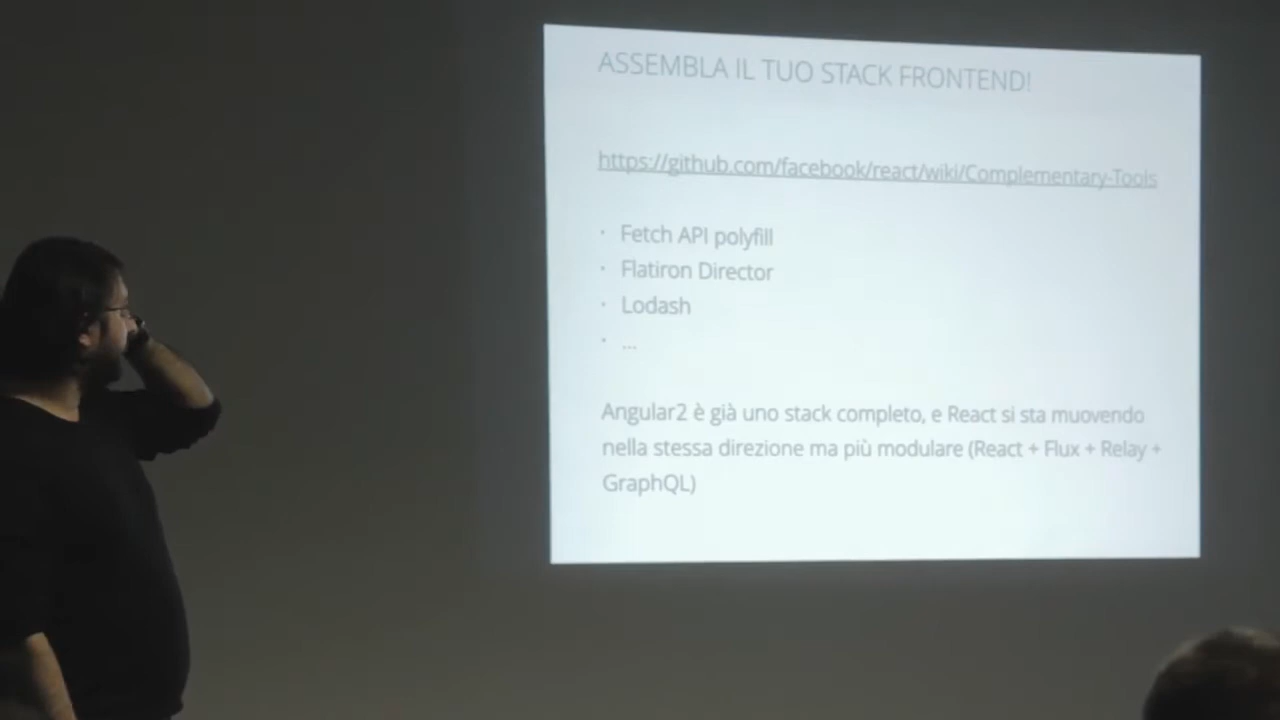 ASSEMBLA IL TUO STACK FRONTEND!
https://github.com/facebook/react/wiki/Complementary-Tools
· Fetch API polyfill
· Flatiron Director
· Lodash
· ...
Angular2 è già uno stack completo, e React si sta muovendo
nella stessa direzione ma più modulare (React + Flux + Relay +
GraphQL)